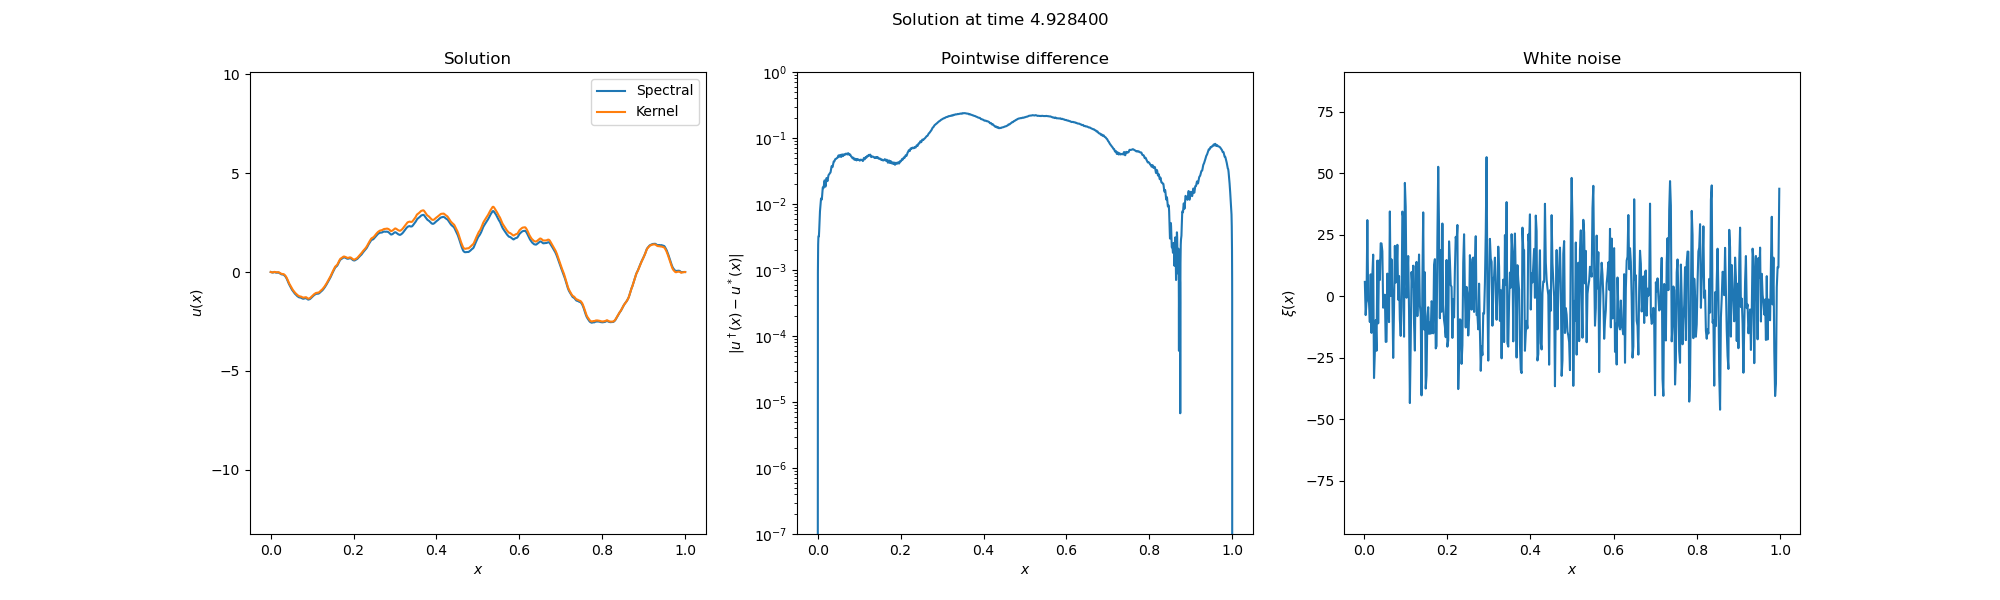 Solution at time 4.928400
Solution
10
5
0
−5
−10
u(x)
0.0 0.2 0.4 0.6 0.8 1.0
x
Spectral
Kernel
Pointwise difference
10⁰
10⁻¹
10⁻²
10⁻³
10⁻⁴
10⁻⁵
10⁻⁶
10⁻⁷
|u†(x) − u*(x)|
0.0 0.2 0.4 0.6 0.8 1.0
x
White noise
75
50
25
0
−25
−50
−75
ξ(x)
0.0 0.2 0.4 0.6 0.8 1.0
x